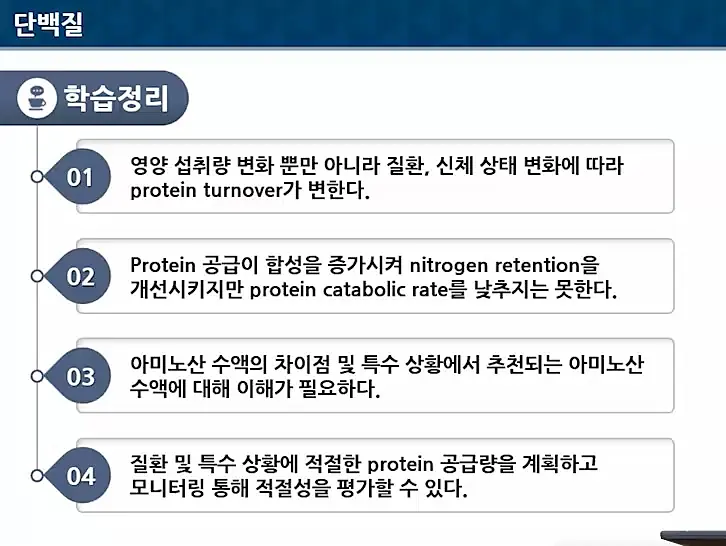 단백질
학습정리
01
영양 섭취량 변화 뿐만 아니라 질환, 신체 상태 변화에 따라
protein turnover가 변한다.
02
Protein 공급이 합성을 증가시켜 nitrogen retention을
개선시키지만 protein catabolic rate를 낮추지는 못한다.
03
아미노산 수액의 차이점 및 특수 상황에서 추천되는 아미노산
수액에 대해 이해가 필요하다.
04
질환 및 특수 상황에 적절한 protein 공급량을 계획하고
모니터링 통해 적절성을 평가할 수 있다.